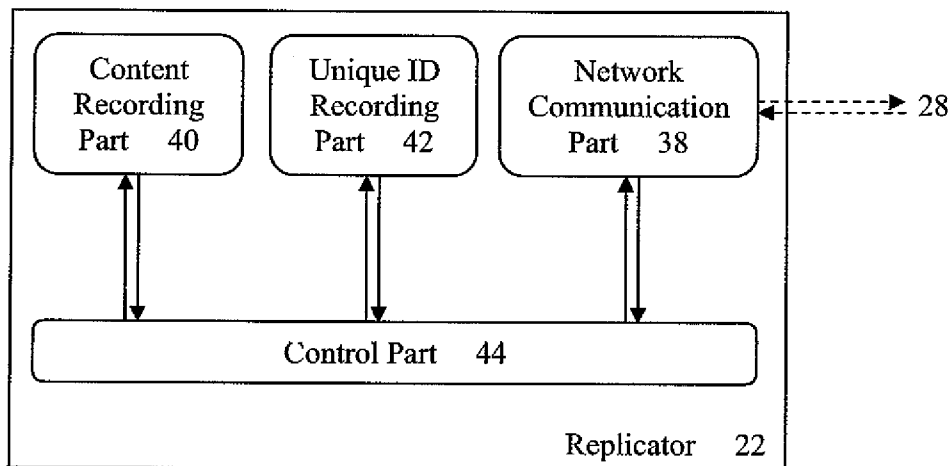 Content
Recording
Part 40
Unique ID
Recording
Part 42
Network
Communication
Part 38
28
Control Part 44
Replicator 22